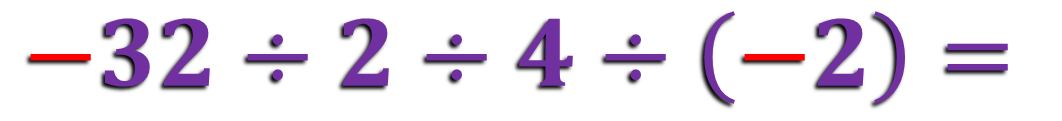 −32 ÷ 2 ÷ 4 ÷ (−2) =